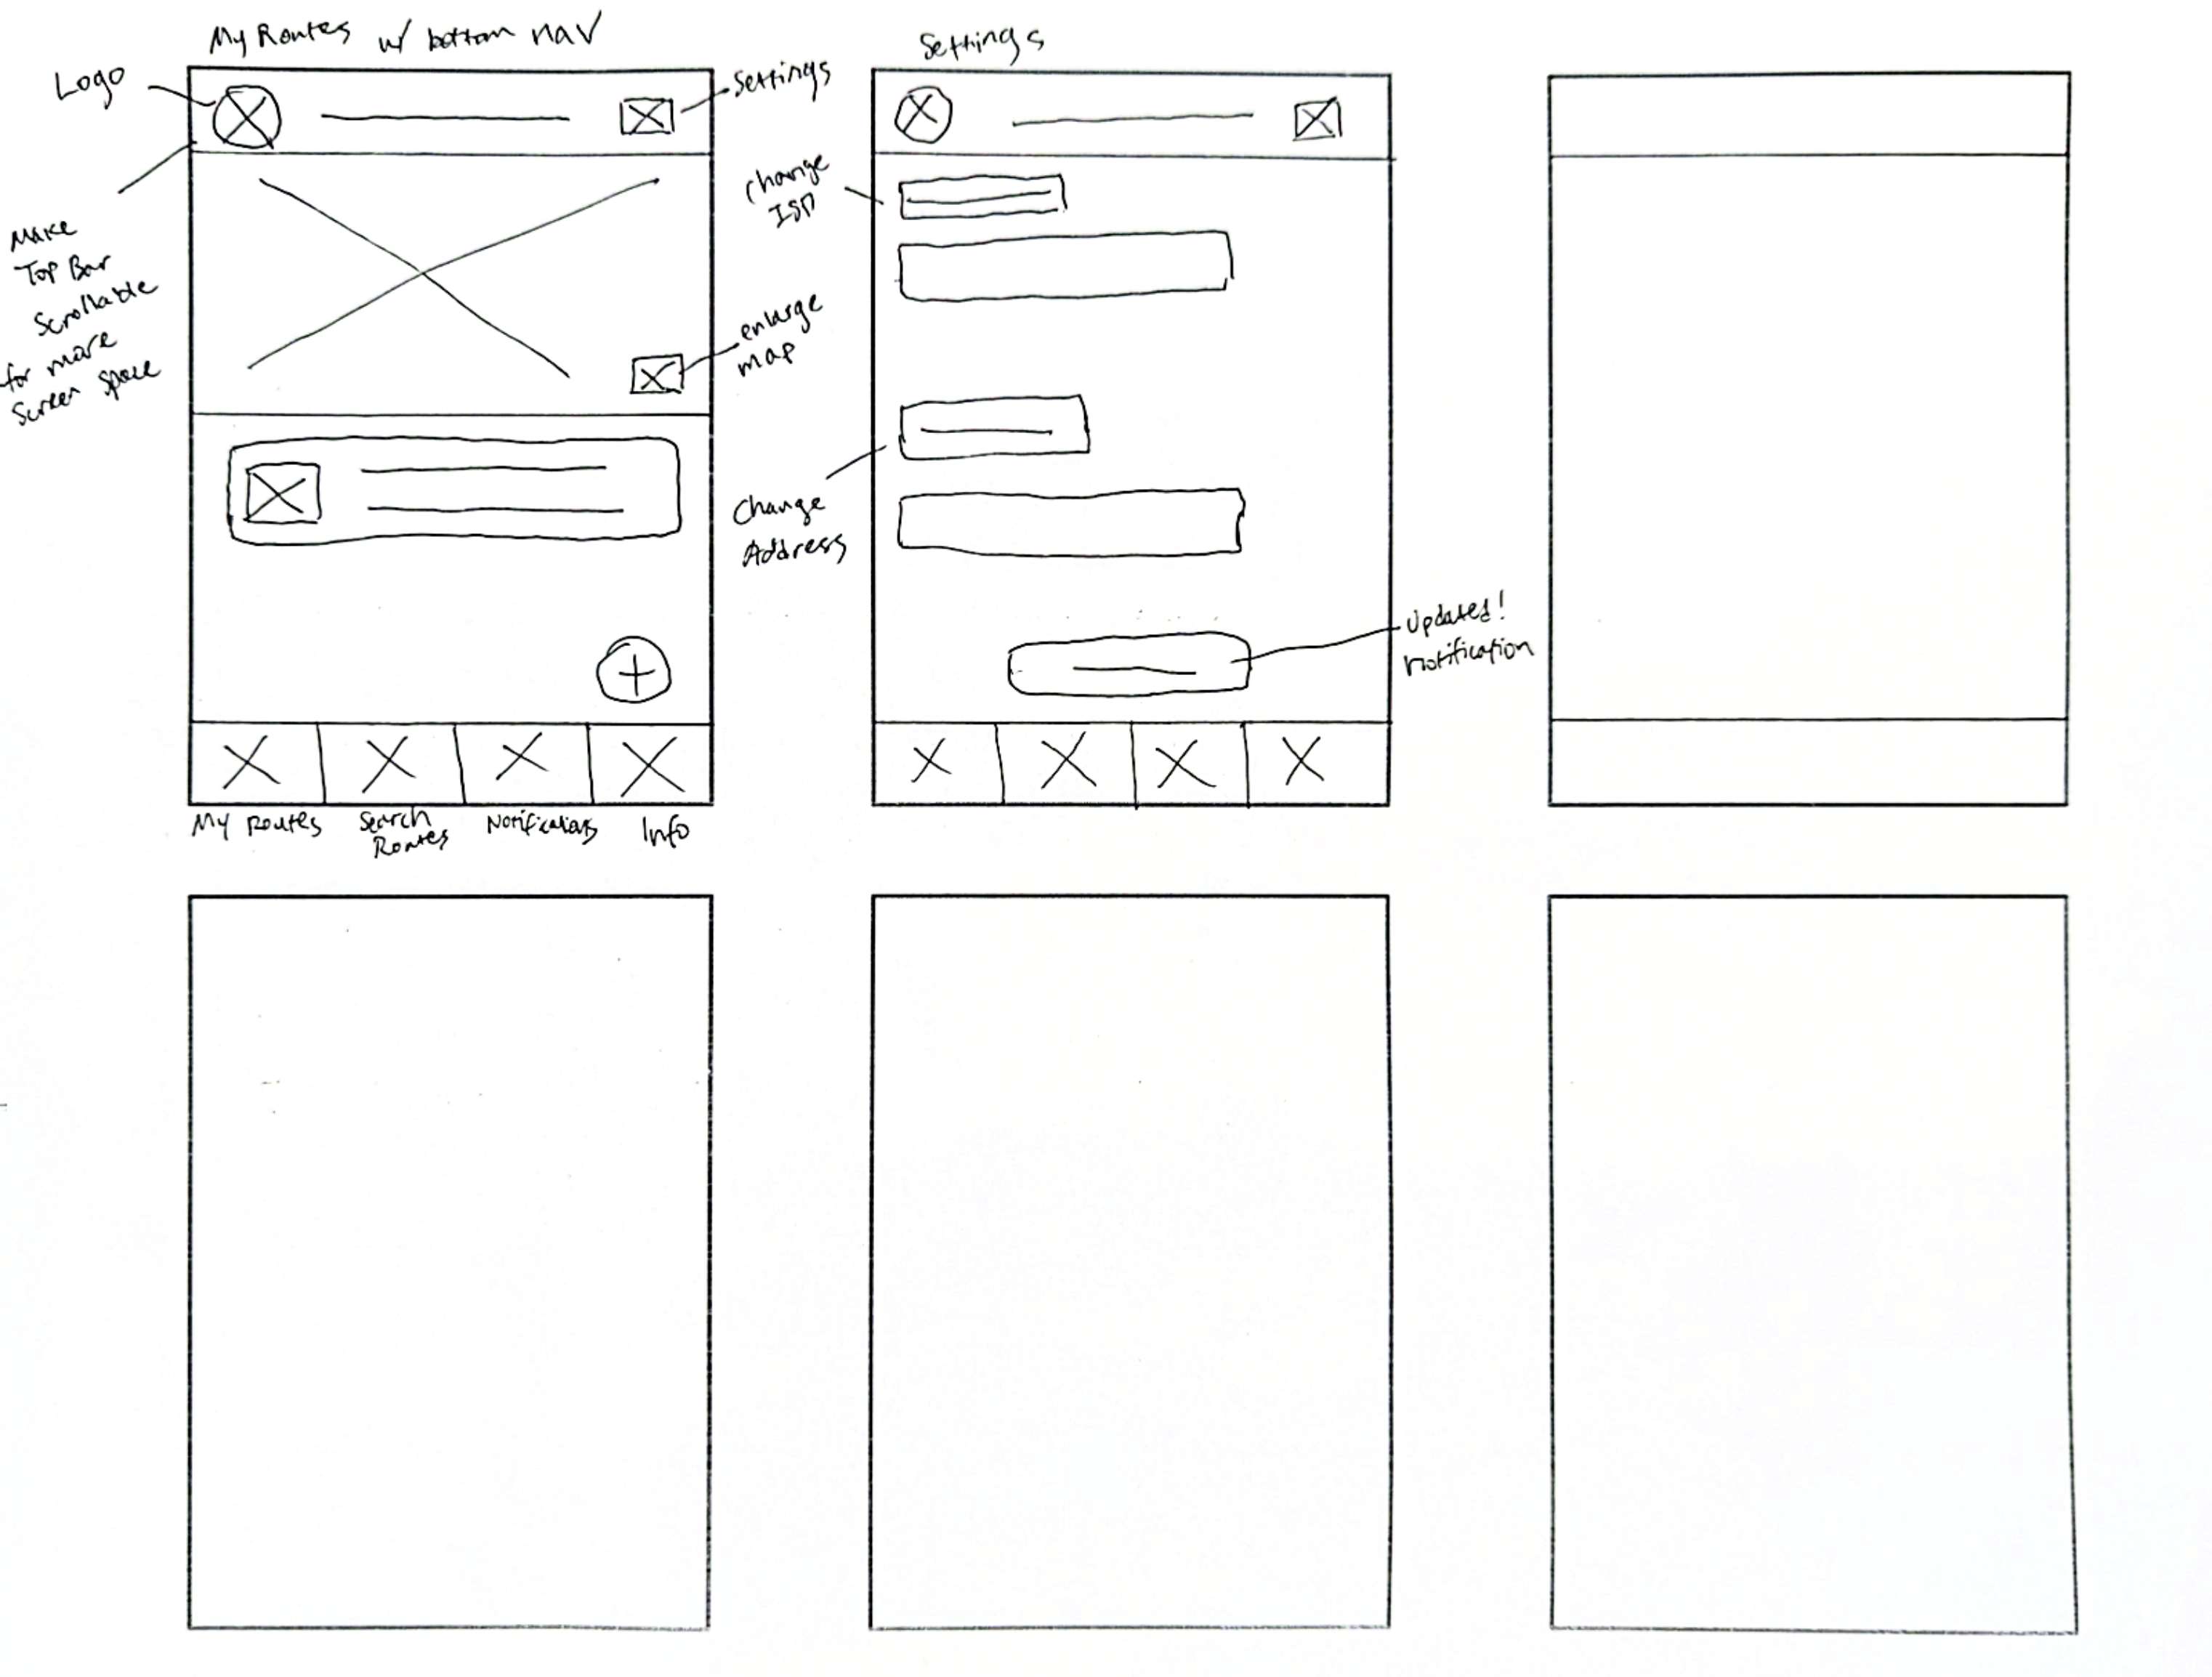 My Routes w/ bottom nav
Logo
Settings
Make
Top Bar
Scrollable
for more
Screen Space
enlarge
map
My Routes
Search
Routes
Notifications
Info
Settings
Change
ISD
Change
Address
Updated!
notification